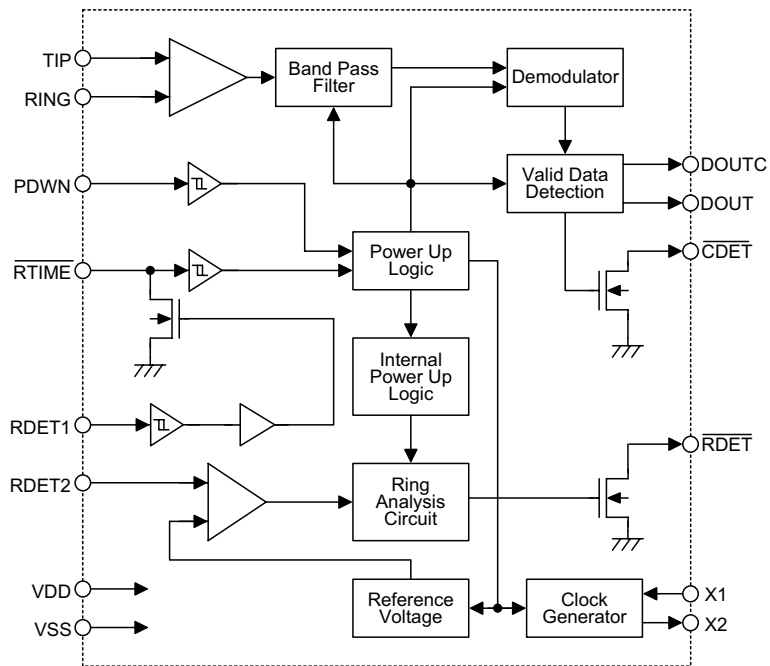 TIP
RING
PDWN
RTIME
RDET1
RDET2
VDD
VSS
Band Pass
Filter
Demodulator
Valid Data
Detection
Power Up
Logic
Internal
Power Up
Logic
Ring
Analysis
Circuit
Reference
Voltage
Clock
Generator
DOUTC
DOUT
CDET
RDET
X1
X2